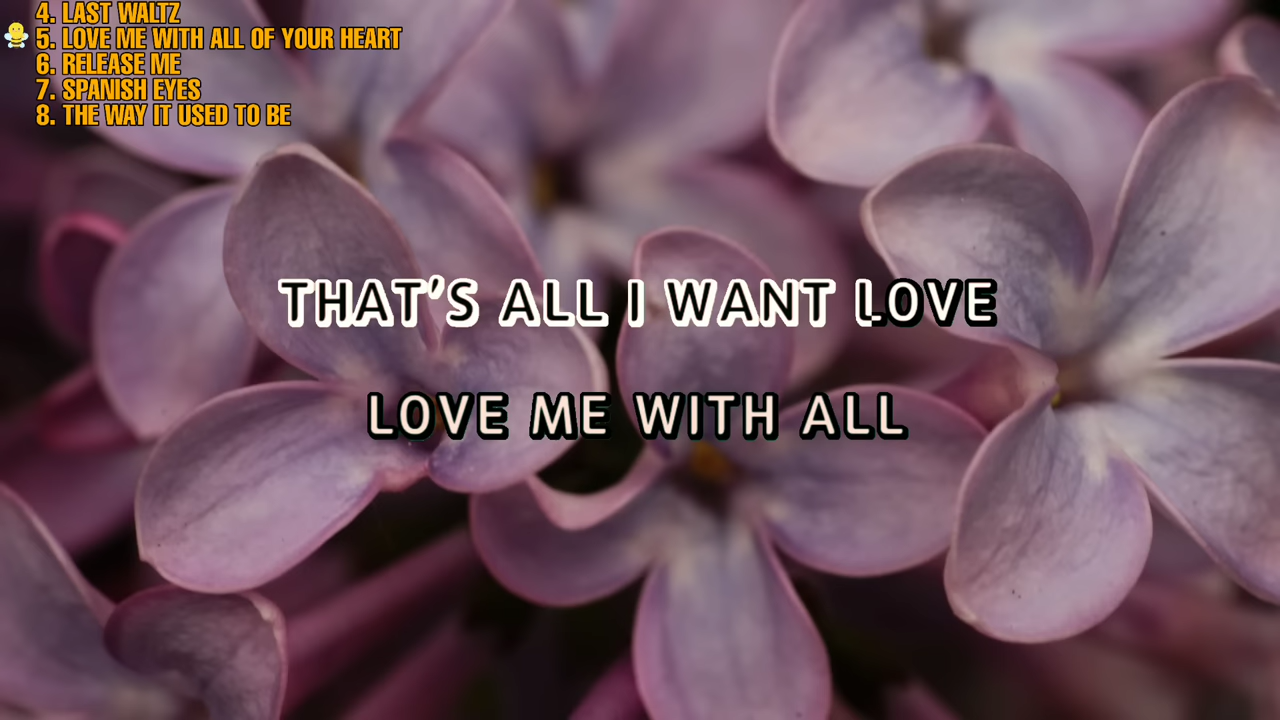 4. LAST WALTZ
5. LOVE ME WITH ALL OF YOUR HEART
6. RELEASE ME
7. SPANISH EYES
8. THE WAY IT USED TO BE
THAT'S ALL I WANT LOVE
LOVE ME WITH ALL